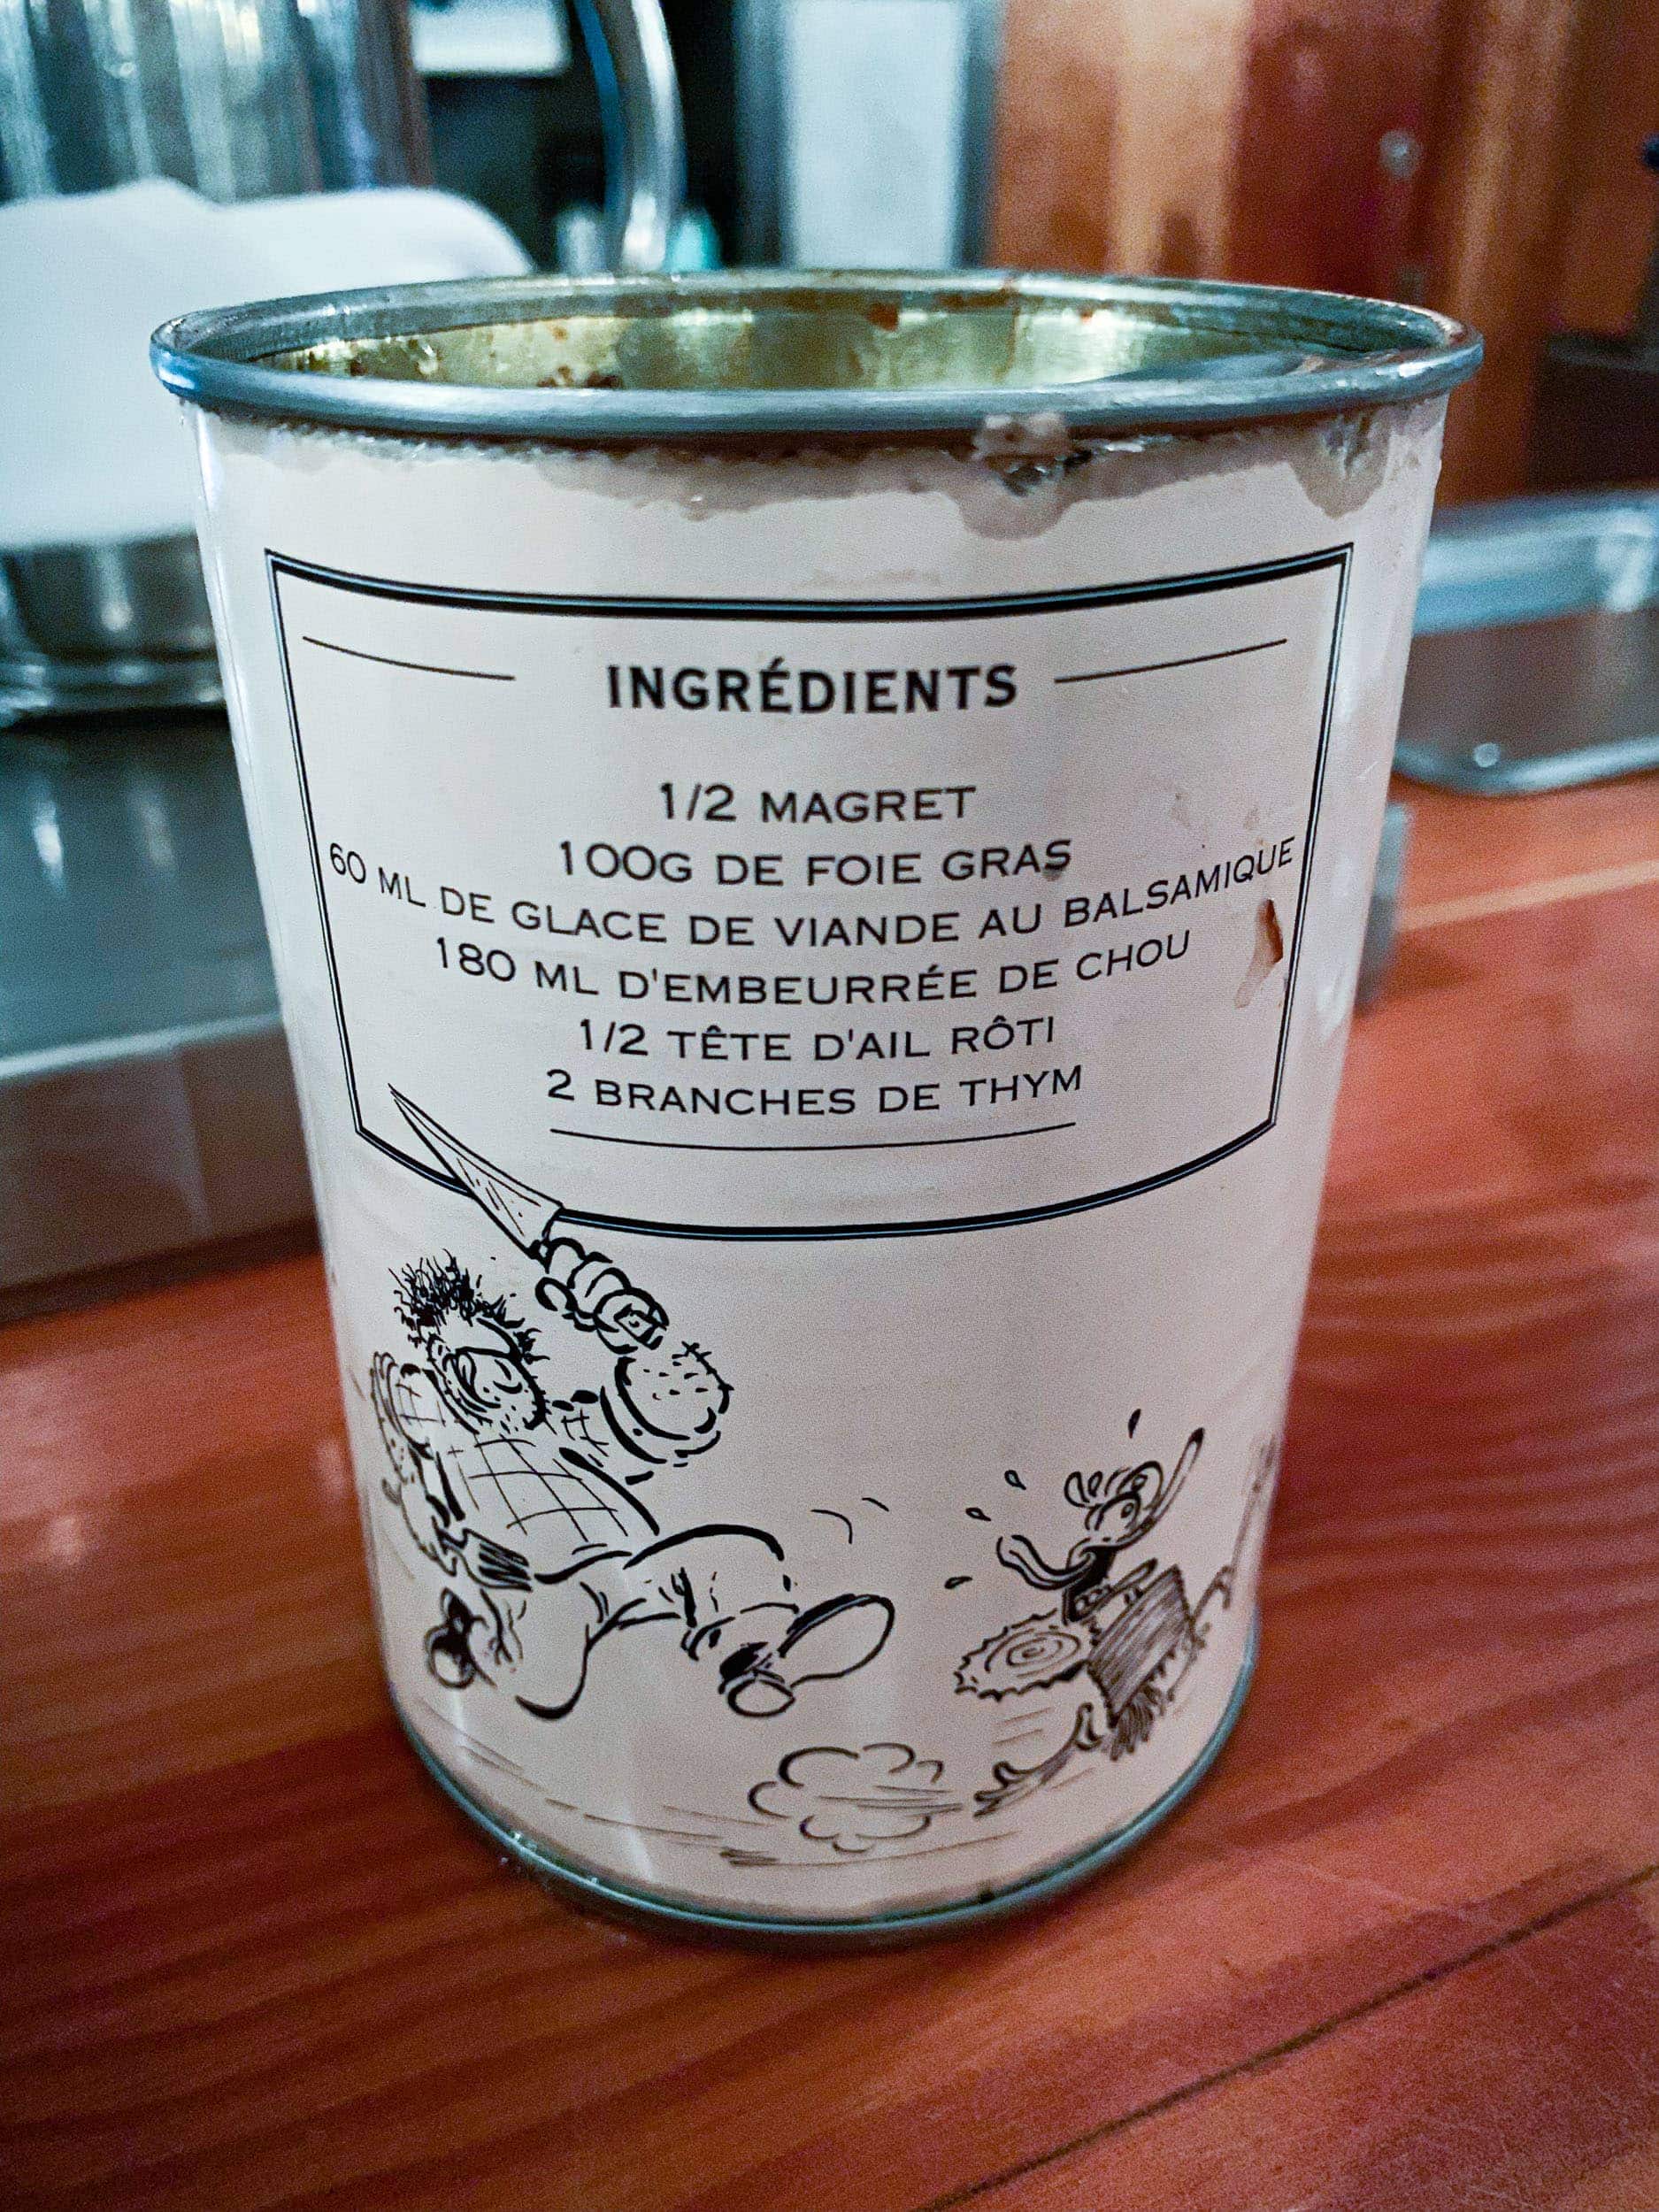 INGRÉDIENTS
1/2 MAGRET
100G DE FOIE GRAS
60 ML DE GLACE DE VIANDE AU BALSAMIQUE
180 ML D'EMBEURRÉE DE CHOU
1/2 TÊTE D'AIL RÔTI
2 BRANCHES DE THYM